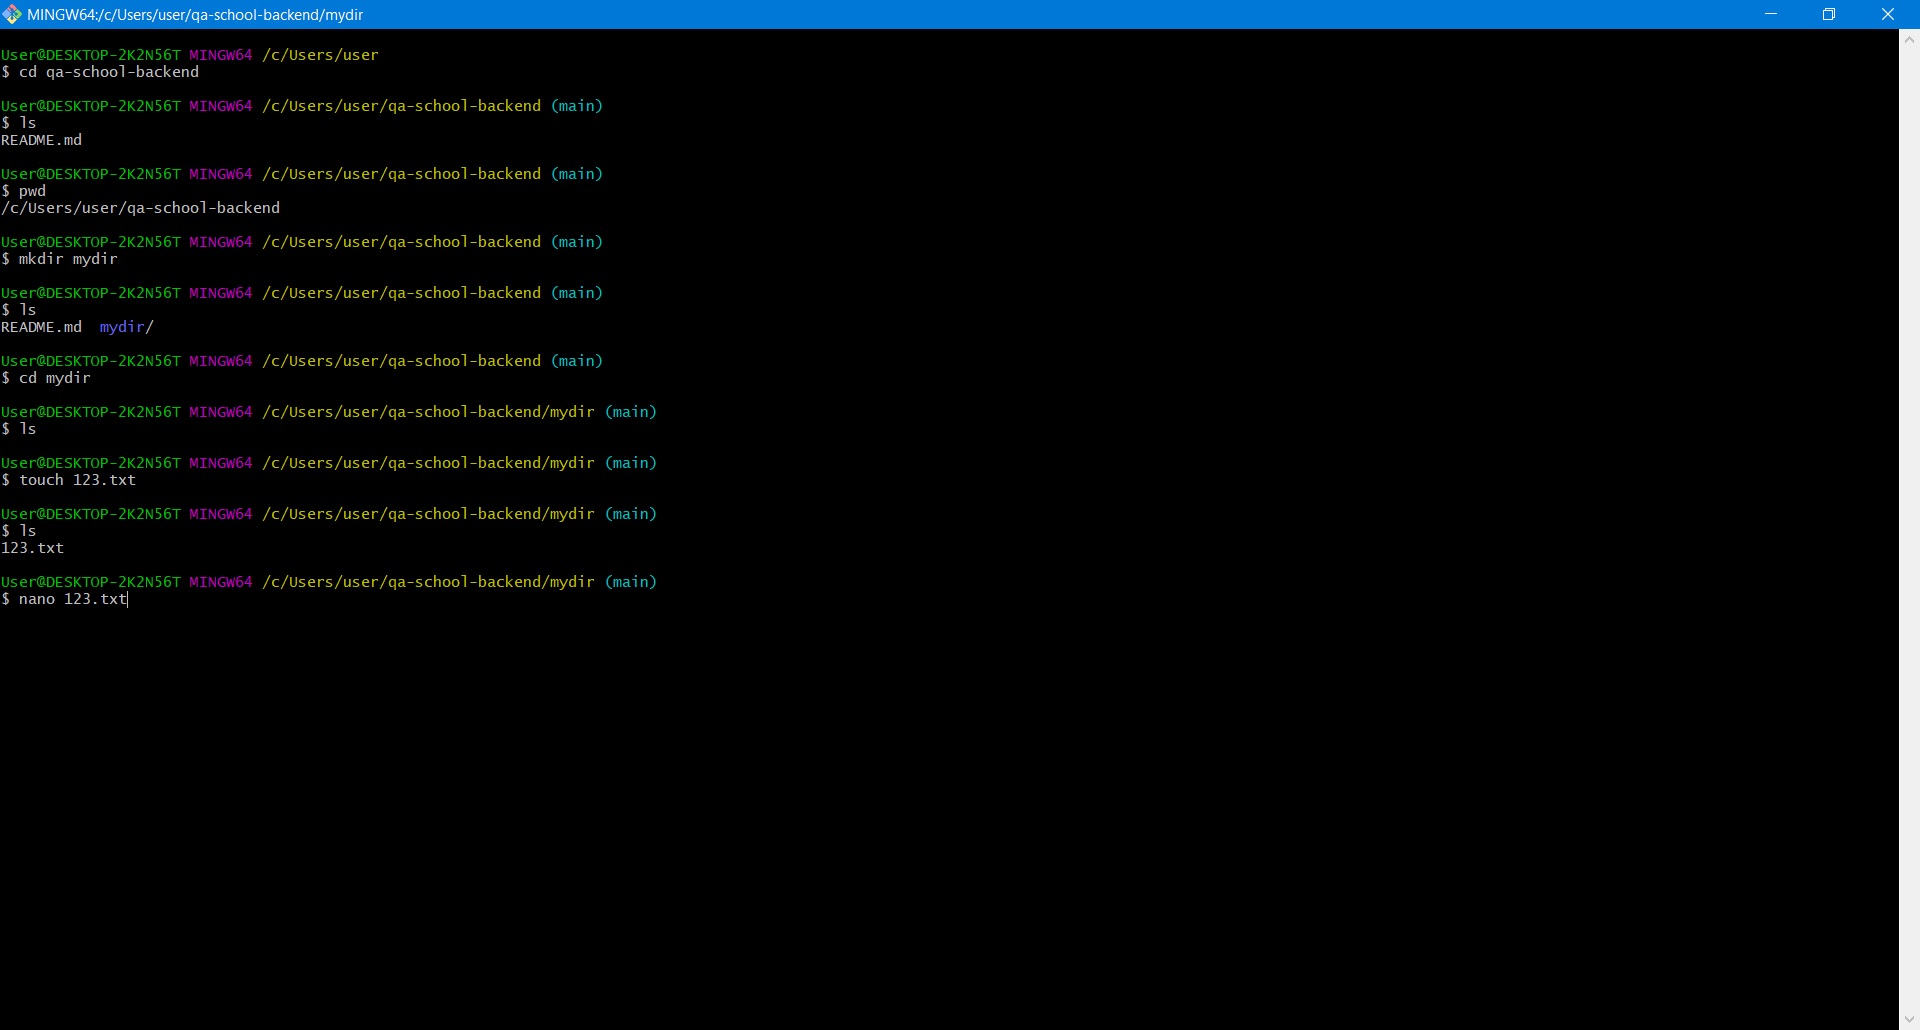 MINGW64:/c/Users/user/qa-school-backend/mydir
User@DESKTOP-2K2N56T MINGW64 /c/Users/user
$ cd qa-school-backend
User@DESKTOP-2K2N56T MINGW64 /c/Users/user/qa-school-backend (main)
$ ls
README.md
User@DESKTOP-2K2N56T MINGW64 /c/Users/user/qa-school-backend (main)
$ pwd
/c/Users/user/qa-school-backend
User@DESKTOP-2K2N56T MINGW64 /c/Users/user/qa-school-backend (main)
$ mkdir mydir
User@DESKTOP-2K2N56T MINGW64 /c/Users/user/qa-school-backend (main)
$ ls
README.md  mydir/
User@DESKTOP-2K2N56T MINGW64 /c/Users/user/qa-school-backend (main)
$ cd mydir
User@DESKTOP-2K2N56T MINGW64 /c/Users/user/qa-school-backend/mydir (main)
$ ls
User@DESKTOP-2K2N56T MINGW64 /c/Users/user/qa-school-backend/mydir (main)
$ touch 123.txt
User@DESKTOP-2K2N56T MINGW64 /c/Users/user/qa-school-backend/mydir (main)
$ ls
123.txt
User@DESKTOP-2K2N56T MINGW64 /c/Users/user/qa-school-backend/mydir (main)
$ nano 123.txt